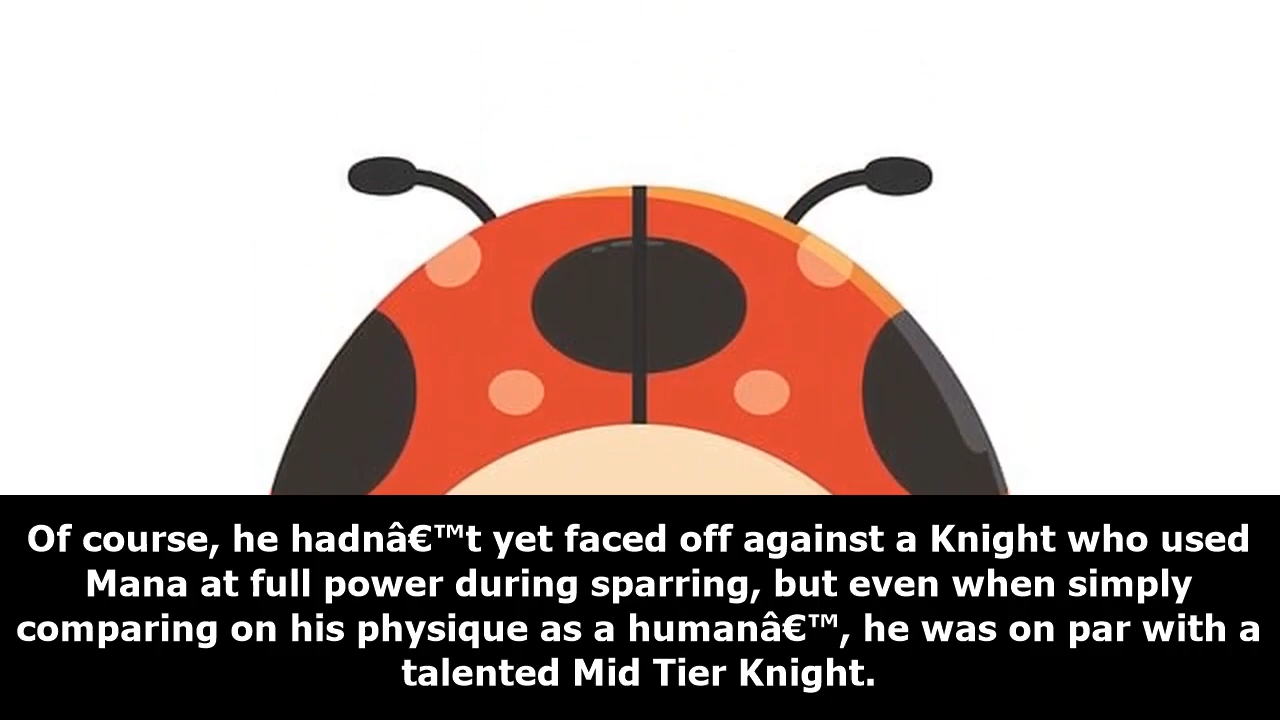 Of course, he hadnâ€™t yet faced off against a Knight who used
Mana at full power during sparring, but even when simply
comparing on his physique as a humanâ€™, he was on par with a
talented Mid Tier Knight.